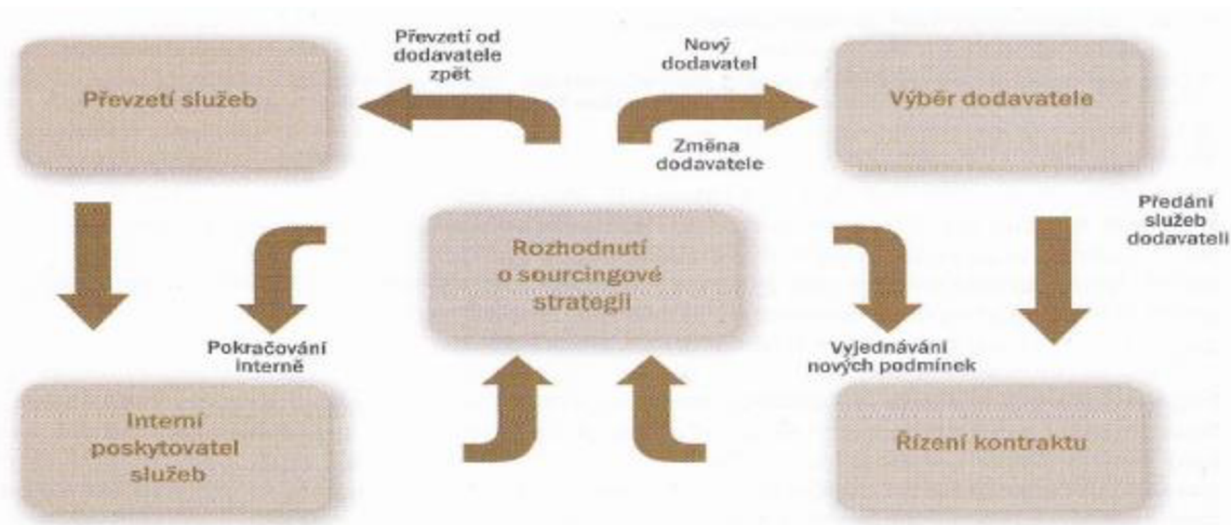 Převzetí služeb
Převzetí od
dodavatele
zpět
Nový
dodavatel
Změna
dodavatele
Výběr dodavatele
Předání
služeb
dodavateli
Rozhodnutí
o sourcingové
strategii
Pokračování
interně
Vyjednávání
nových podmínek
Interní
poskytovatel
služeb
Řízení kontraktu